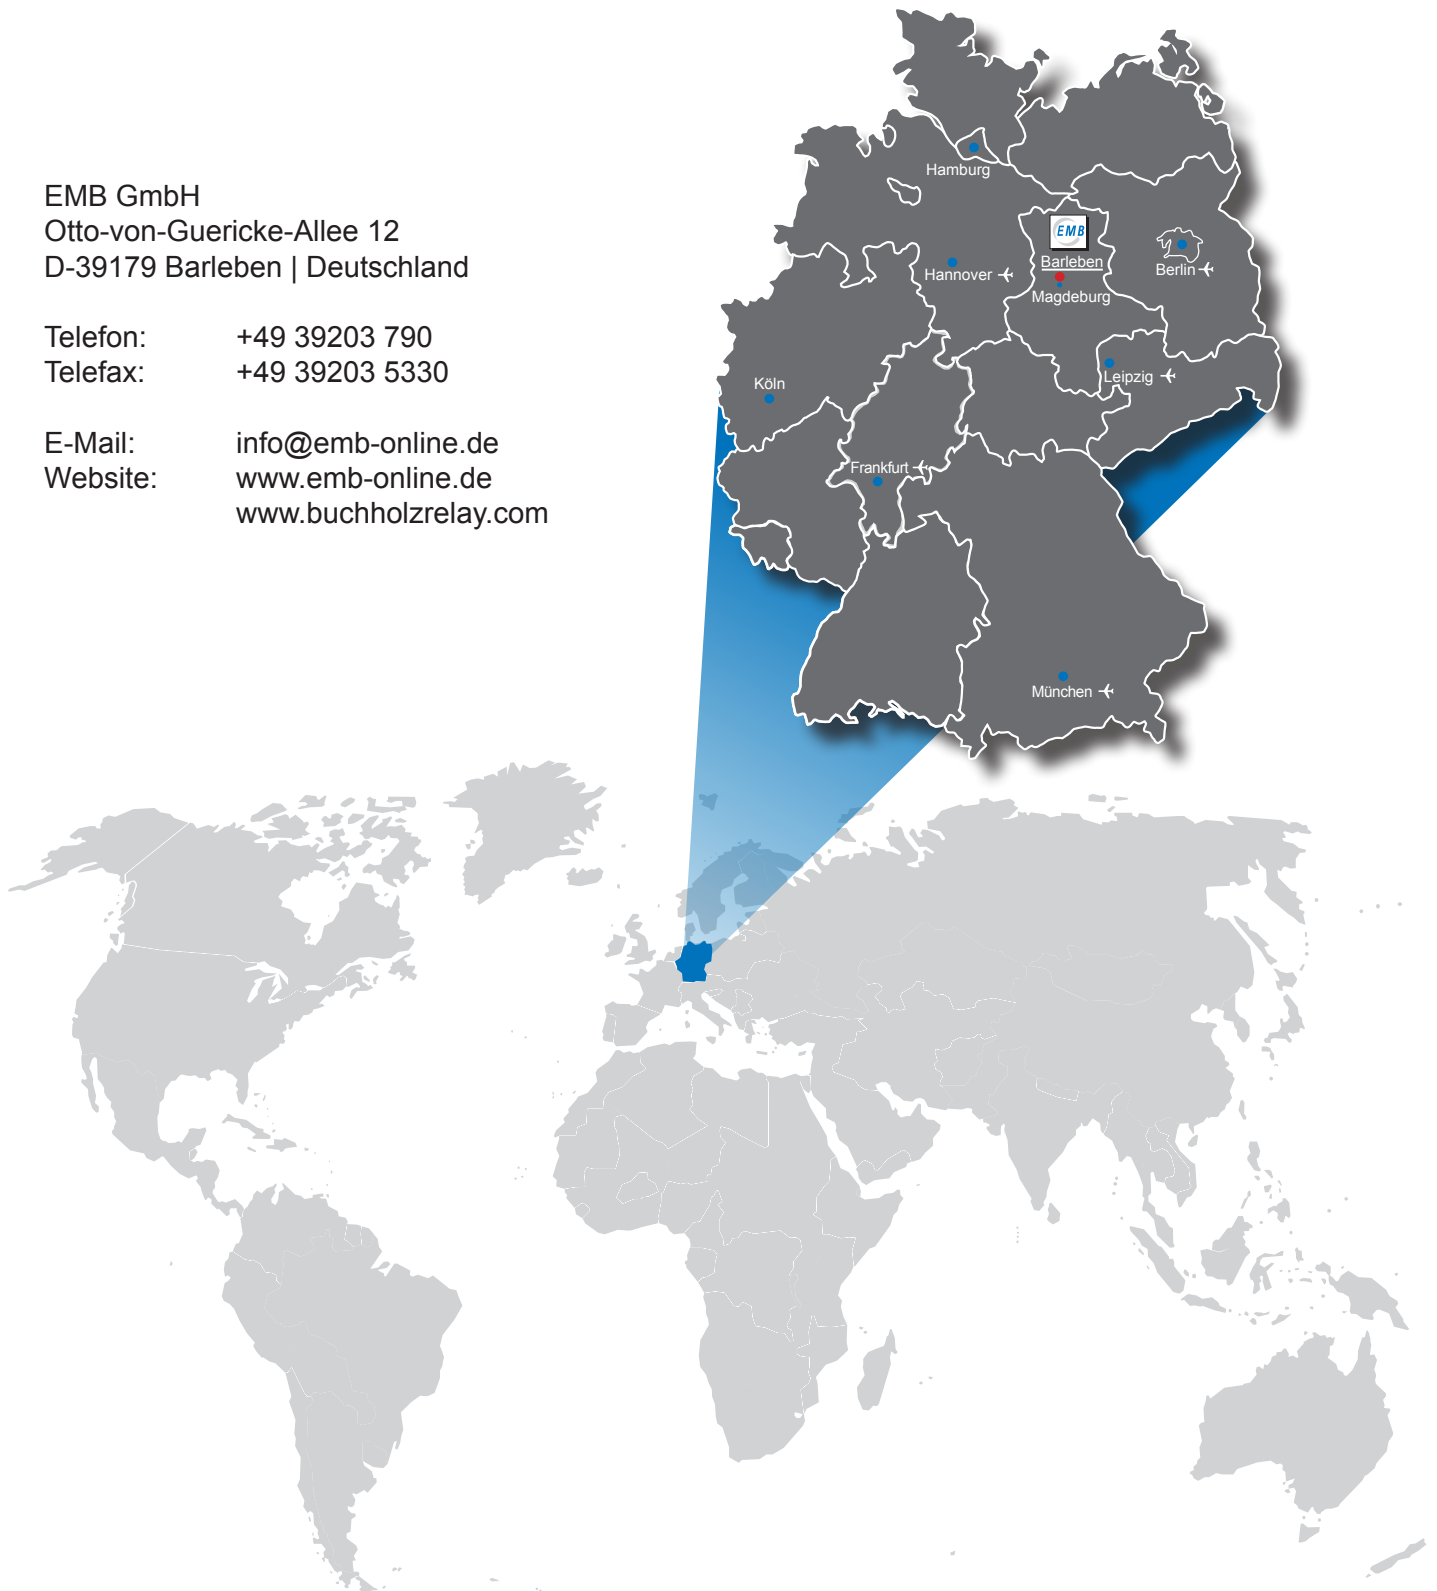 EMB GmbH
Otto-von-Guericke-Allee 12
D-39179 Barleben | Deutschland
Telefon: +49 39203 790
Telefax: +49 39203 5330
E-Mail: info@emb-online.de
Website: www.emb-online.de
www.buchholzrelay.com
Hamburg
EMB
Barleben
Hannover
Berlin
Magdeburg
Köln
Leipzig
Frankfurt
München